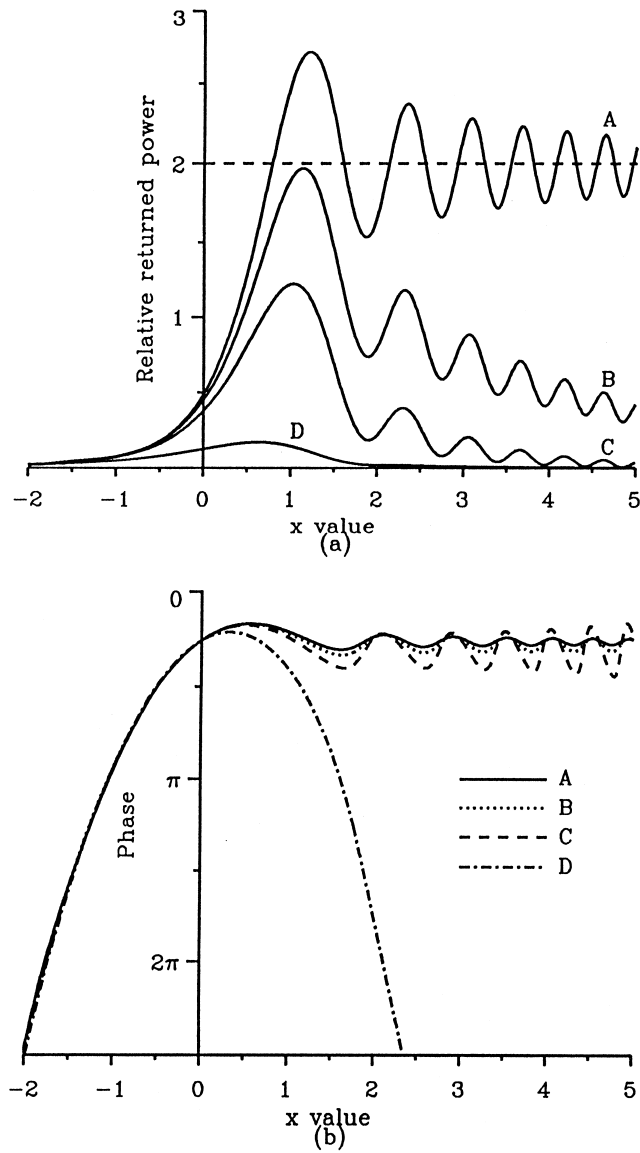 3
A
2
Relative returned power
1
B
D
C
-2 -1 0 1 2 3 4 5
x value
(a)
0
π
A
B
Phase
C
D
2π
-2 -1 0 1 2 3 4 5
x value
(b)